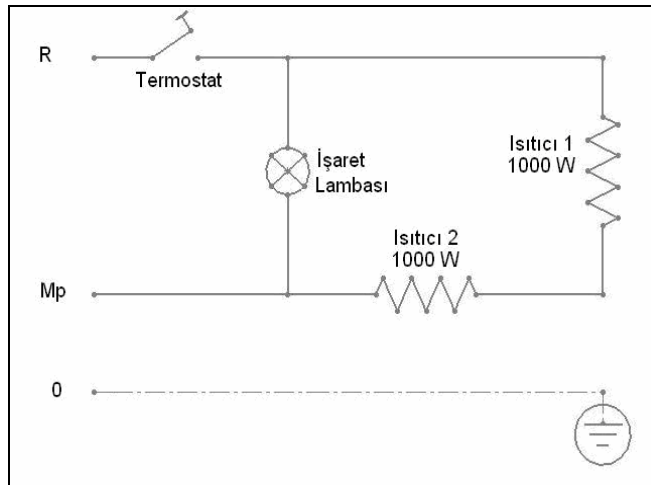 R
Termostat
İşaret
Lambası
Isıtıcı 1
1000 W
Isıtıcı 2
1000 W
Mp
0